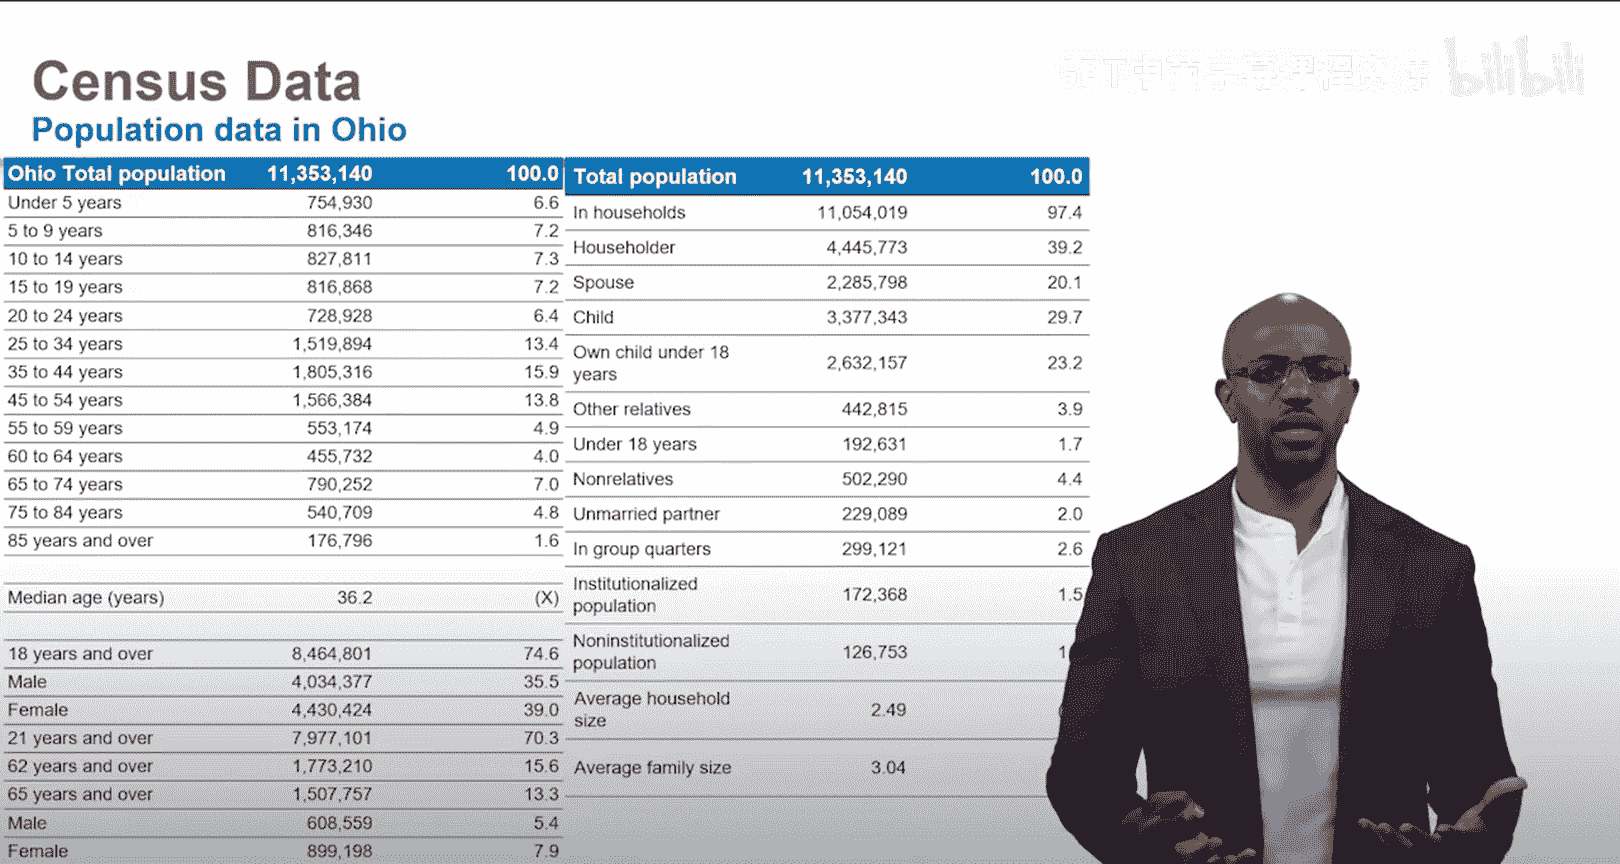 bilibili
Census Data
Population data in Ohio
Ohio Total population 11,353,140 100.0
Under 5 years 754,930 6.6
5 to 9 years 816,346 7.2
10 to 14 years 827,811 7.3
15 to 19 years 816,868 7.2
20 to 24 years 728,928 6.4
25 to 34 years 1,519,894 13.4
35 to 44 years 1,805,316 15.9
45 to 54 years 1,566,384 13.8
55 to 59 years 553,174 4.9
60 to 64 years 455,732 4.0
65 to 74 years 790,252 7.0
75 to 84 years 540,709 4.8
85 years and over 176,796 1.6
Median age (years) 36.2 (X)
18 years and over 8,464,801 74.6
Male 4,034,377 35.5
Female 4,430,424 39.0
21 years and over 7,977,101 70.3
62 years and over 1,773,210 15.6
65 years and over 1,507,757 13.3
Male 608,559 5.4
Female 899,198 7.9
Total population 11,353,140 100.0
In households 11,054,019 97.4
Householder 4,445,773 39.2
Spouse 2,285,798 20.1
Child 3,377,343 29.7
Own child under 18
years 2,632,157 23.2
Other relatives 442,815 3.9
Under 18 years 192,631 1.7
Nonrelatives 502,290 4.4
Unmarried partner 229,089 2.0
In group quarters 299,121 2.6
Institutionalized
population 172,368 1.5
Noninstitutionalized
population 126,753 1
Average household
size 2.49
Average family size 3.04